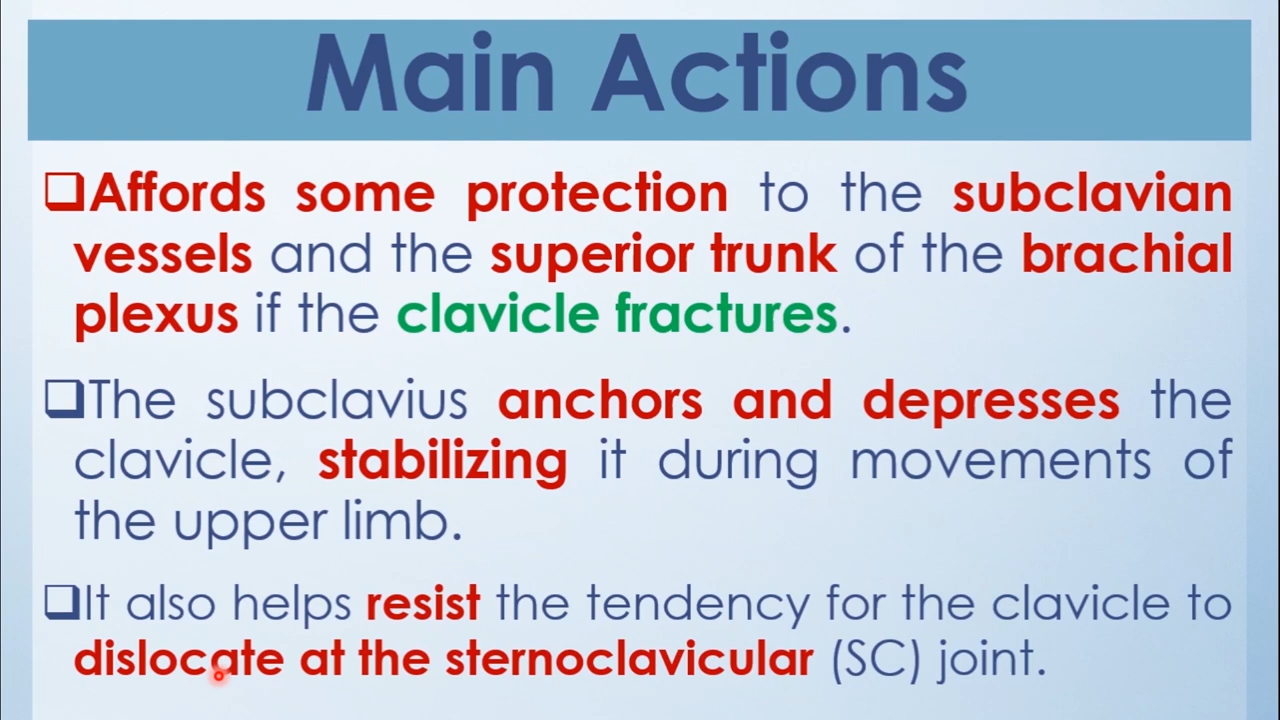 Main Actions
❑Affords some protection to the subclavian
vessels and the superior trunk of the brachial
plexus if the clavicle fractures.
❑The subclavius anchors and depresses the
clavicle, stabilizing it during movements of
the upper limb.
❑It also helps resist the tendency for the clavicle to
dislocate at the sternoclavicular (SC) joint.